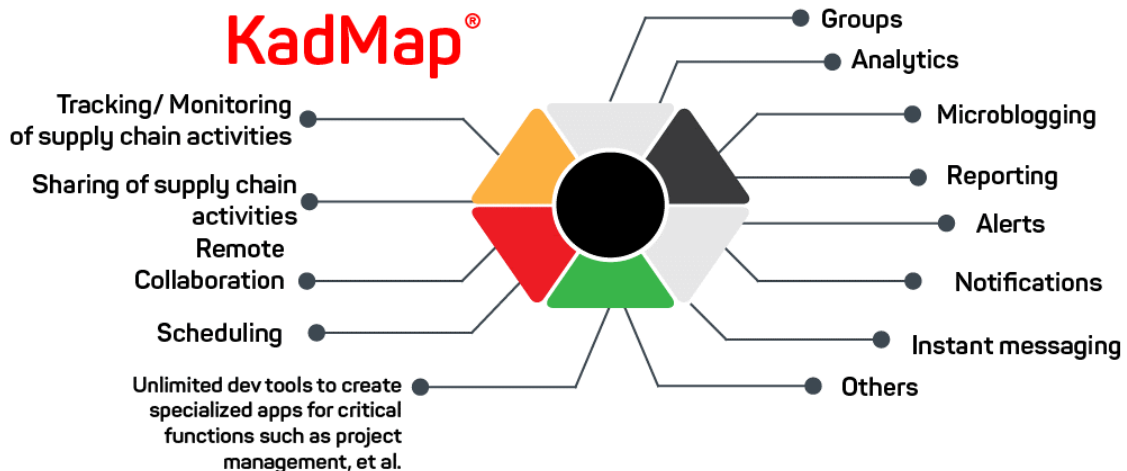 KadMap®
Groups
Analytics
Microblogging
Reporting
Alerts
Notifications
Instant messaging
Others
Tracking/ Monitoring
of supply chain activities
Sharing of supply chain
activities
Remote
Collaboration
Scheduling
Unlimited dev tools to create
specialized apps for critical
functions such as project
management, et al.